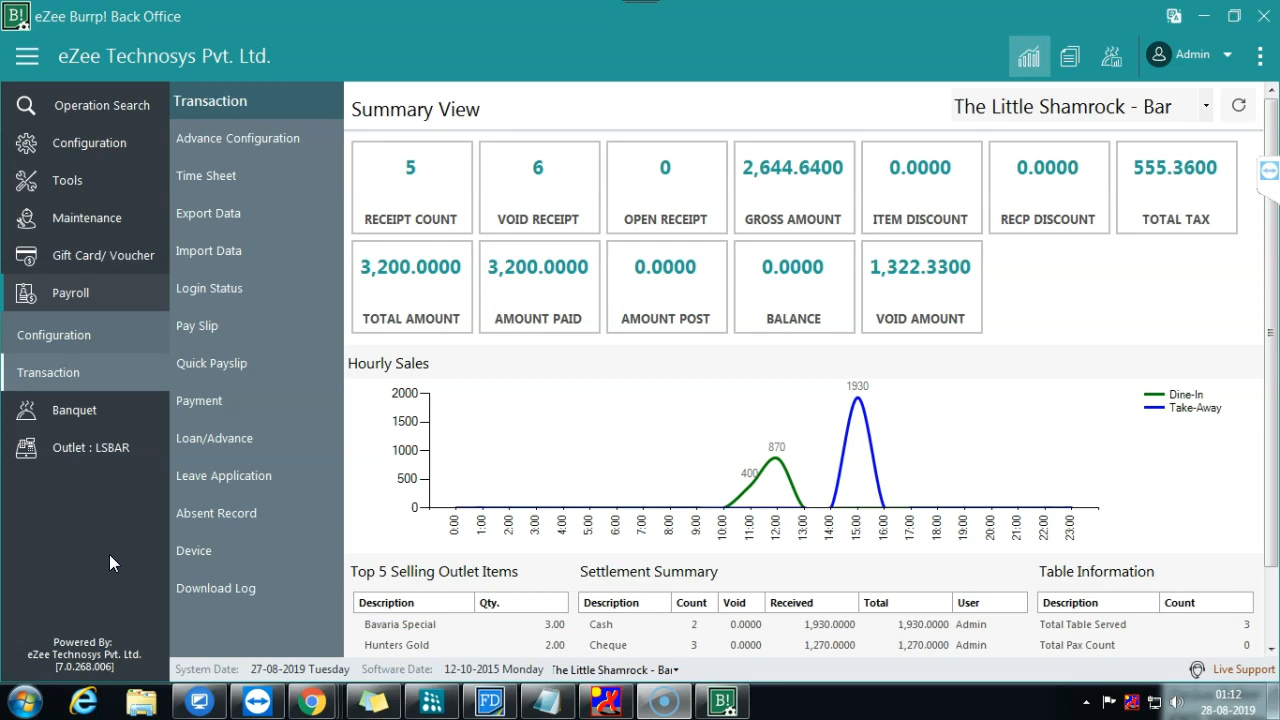 B!
eZee Burrp! Back Office
eZee Technosys Pvt. Ltd.
Admin
Operation Search
Configuration
Tools
Maintenance
Gift Card/ Voucher
Payroll
Configuration
Transaction
Banquet
Outlet : LSBAR
Powered By:
eZee Technosys Pvt. Ltd.
[7.0.268.006]
Transaction
Advance Configuration
Time Sheet
Export Data
Import Data
Login Status
Pay Slip
Quick Payslip
Payment
Loan/Advance
Leave Application
Absent Record
Device
Download Log
Summary View
The Little Shamrock - Bar
5
RECEIPT COUNT
6
VOID RECEIPT
0
OPEN RECEIPT
2,644.6400
GROSS AMOUNT
0.0000
ITEM DISCOUNT
0.0000
RECP DISCOUNT
555.3600
TOTAL TAX
3,200.0000
TOTAL AMOUNT
3,200.0000
AMOUNT PAID
0.0000
AMOUNT POST
0.0000
BALANCE
1,322.3300
VOID AMOUNT
Hourly Sales
2000
1500
1000
500
0
400
870
1930
Dine-In
Take-Away
0:00 1:00 2:00 3:00 4:00 5:00 6:00 7:00 8:00 9:00 10:00 11:00 12:00 13:00 14:00 15:00 16:00 17:00 18:00 19:00 20:00 21:00 22:00 23:00
Top 5 Selling Outlet Items
Description Qty.
Bavaria Special 3.00
Hunters Gold 2.00
Settlement Summary
Description Count Void Received Total User
Cash 2 0.0000 1,930.0000 1,930.0000 Admin
Cheque 3 0.0000 1,270.0000 1,270.0000 Admin
Table Information
Description Count
Total Table Served 3
Total Pax Count 0
System Date: 27-08-2019 Tuesday Software Date: 12-10-2015 Monday The Little Shamrock - Bar
Live Support
FD
B!
01:12
28-08-2019